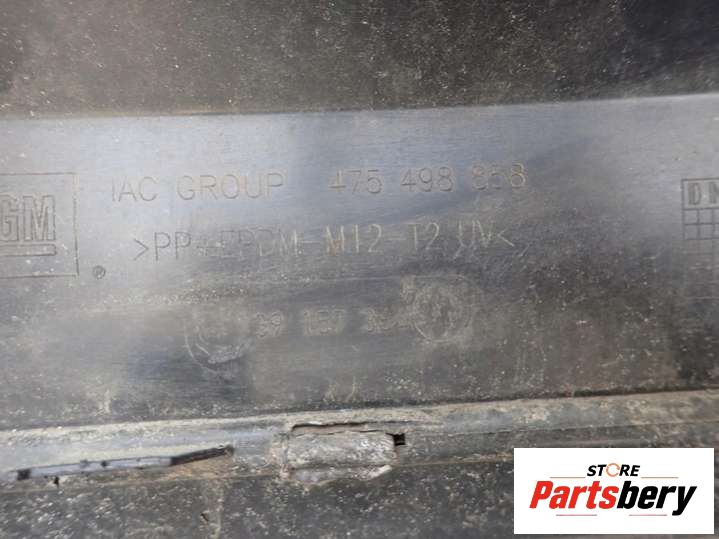 IAC GROUP 475 498 858
GM
®
>PP+EPDM-M12-T2 UV<
STORE
Partsbery